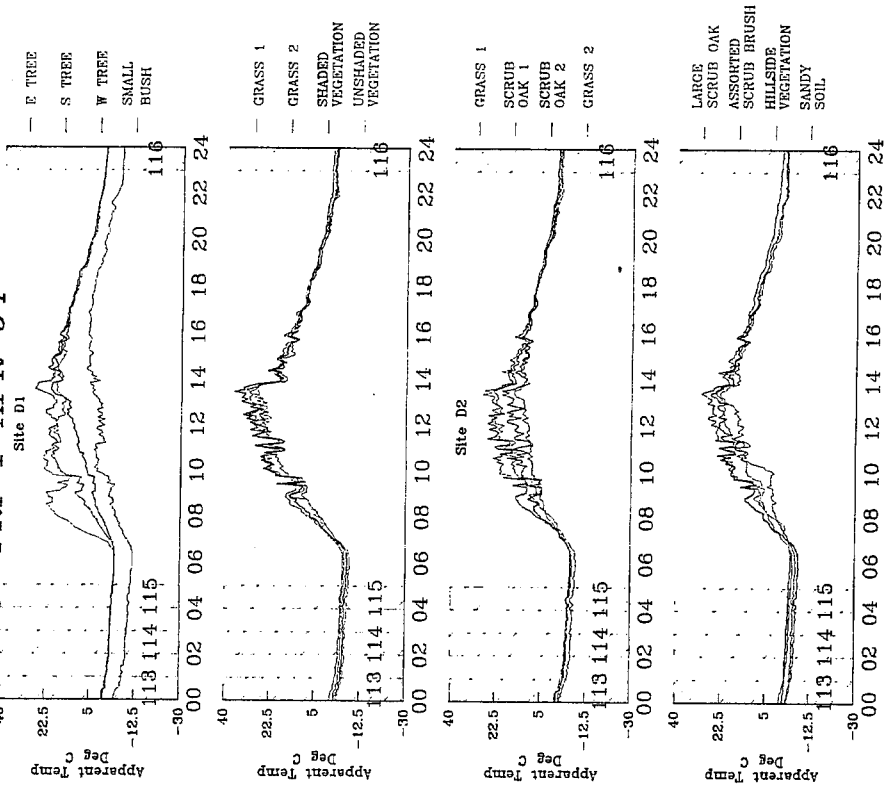 Site D1
40
22.5
5
-12.5
-30
Apparent Temp
Deg C
113 114 115
116
00 02 04 06 08 10 12 14 16 18 20 22 24
E TREE
S TREE
W TREE
SMALL
BUSH
40
22.5
5
-12.5
-30
Apparent Temp
Deg C
113 114 115
116
00 02 04 06 08 10 12 14 16 18 20 22 24
GRASS 1
GRASS 2
SHADED
VEGETATION
UNSHADED
VEGETATION
Site D2
40
22.5
5
-12.5
-30
Apparent Temp
Deg C
113 114 115
116
00 02 04 06 08 10 12 14 16 18 20 22 24
GRASS 1
SCRUB
OAK 1
SCRUB
OAK 2
GRASS 2
40
22.5
5
-12.5
-30
Apparent Temp
Deg C
113 114 115
116
00 02 04 06 08 10 12 14 16 18 20 22 24
LARGE
SCRUB OAK
ASSORTED
SCRUB BRUSH
HILLSIDE
VEGETATION
SANDY
SOIL